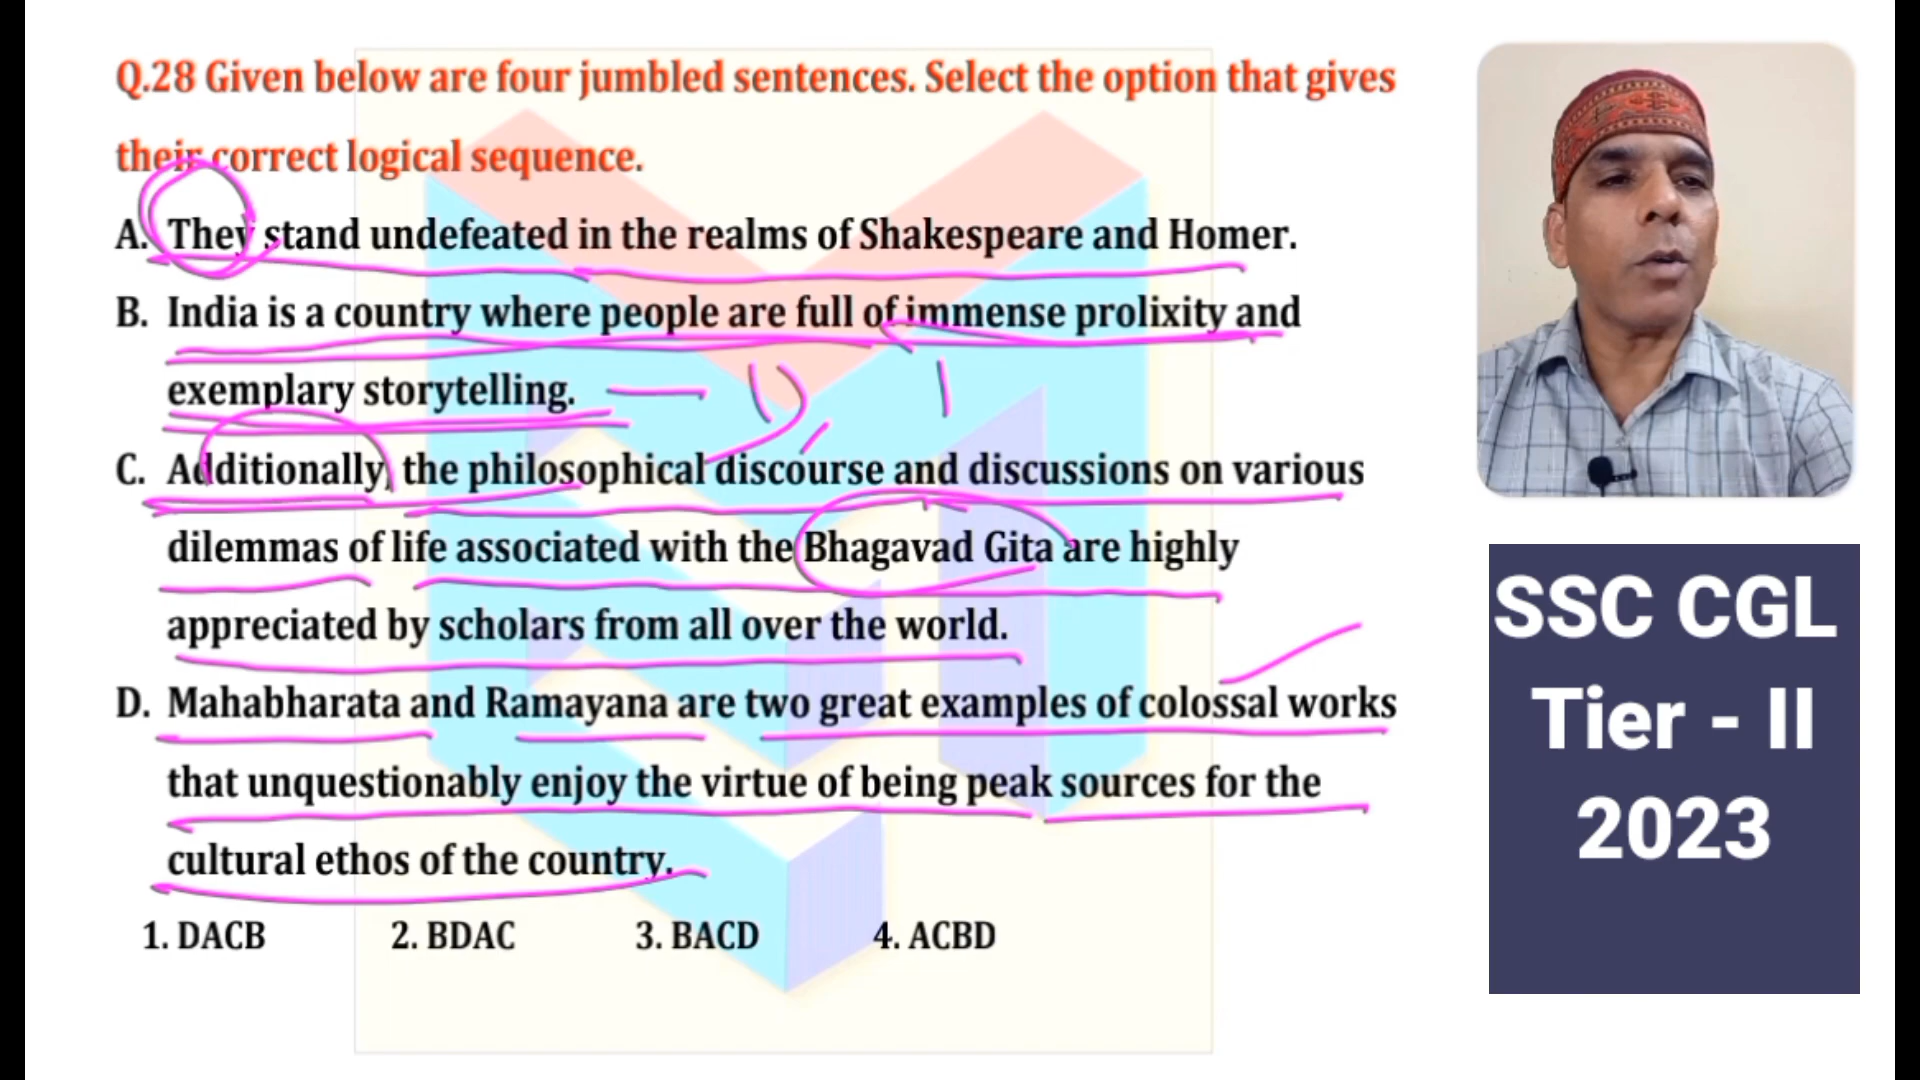 Q.28 Given below are four jumbled sentences. Select the option that gives
their correct logical sequence.
A. They stand undefeated in the realms of Shakespeare and Homer.
B. India is a country where people are full of immense prolixity and
exemplary storytelling.
C. Additionally, the philosophical discourse and discussions on various
dilemmas of life associated with the Bhagavad Gita are highly
appreciated by scholars from all over the world.
D. Mahabharata and Ramayana are two great examples of colossal works
that unquestionably enjoy the virtue of being peak sources for the
cultural ethos of the country.
1. DACB 2. BDAC 3. BACD 4. ACBD
SSC CGL
Tier - II
2023